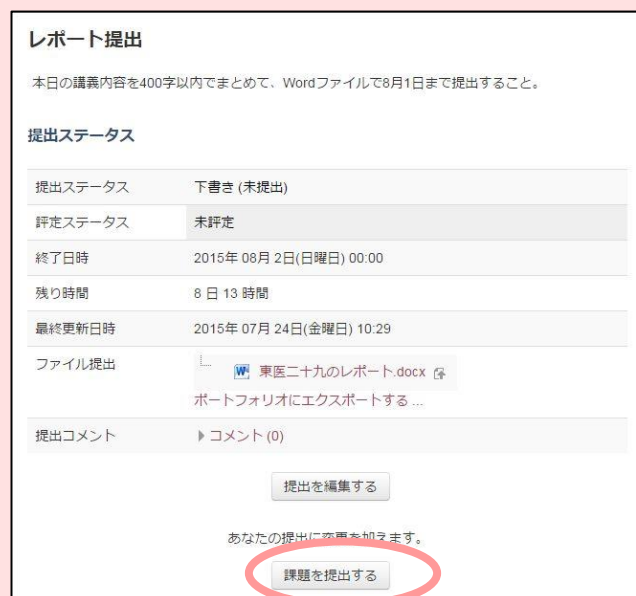 レポート提出
本日の講義内容を400字以内でまとめて、Wordファイルで8月1日まで提出すること。
提出ステータス
提出ステータス 下書き (未提出)
評定ステータス 未評定
終了日時 2015年 08月 2日(日曜日) 00:00
残り時間 8 日 13 時間
最終更新日時 2015年 07月 24日(金曜日) 10:29
ファイル提出 東医二十九のレポート.docx
ポートフォリオにエクスポートする ...
提出コメント コメント (0)
提出を編集する
あなたの提出に変更を加えます。
課題を提出する